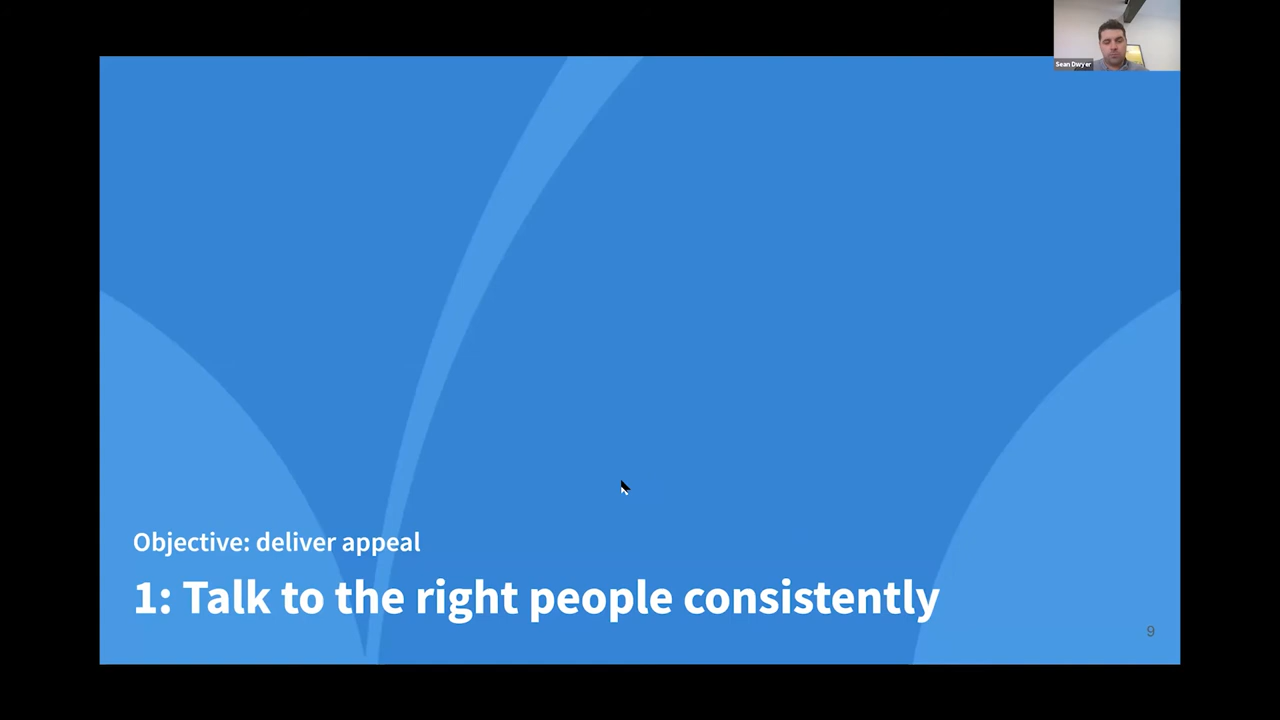 Sean Dwyer
Objective: deliver appeal
1: Talk to the right people consistently
9